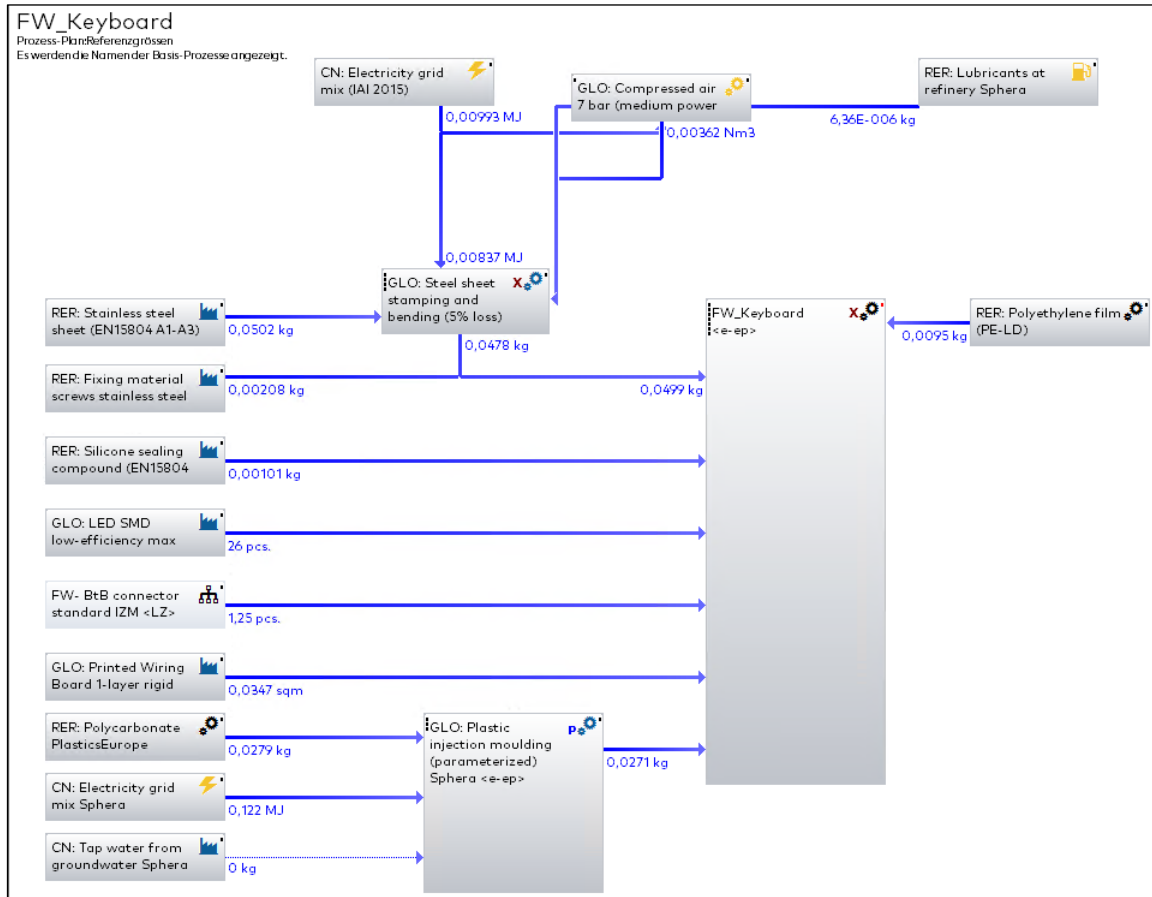 FW_Keyboard
Prozess-Plan:Referenzgrössen
Es werden die Namen der Basis-Prozesse angezeigt.
CN: Electricity grid
mix (IAI 2015)
GLO: Compressed air
7 bar (medium power
RER: Lubricants at
refinery Sphera
0,00993 MJ
6,36E-006 kg
0,00362 Nm3
0,00837 MJ
GLO: Steel sheet
stamping and
bending (5% loss)
X
RER: Stainless steel
sheet (EN15804 A1-A3)
0,0502 kg
FW_Keyboard
<e-ep>
X
RER: Polyethylene film
(PE-LD)
0,0095 kg
0,0478 kg
RER: Fixing material
screws stainless steel
0,00208 kg
0,0499 kg
RER: Silicone sealing
compound (EN15804
0,00101 kg
GLO: LED SMD
low-efficiency max
26 pcs.
FW- BtB connector
standard IZM <LZ>
1,25 pcs.
GLO: Printed Wiring
Board 1-layer rigid
0,0347 sqm
RER: Polycarbonate
PlasticsEurope
0,0279 kg
GLO: Plastic
injection moulding
(parameterized)
Sphera <e-ep>
p
0,0271 kg
CN: Electricity grid
mix Sphera
0,122 MJ
CN: Tap water from
groundwater Sphera
0 kg